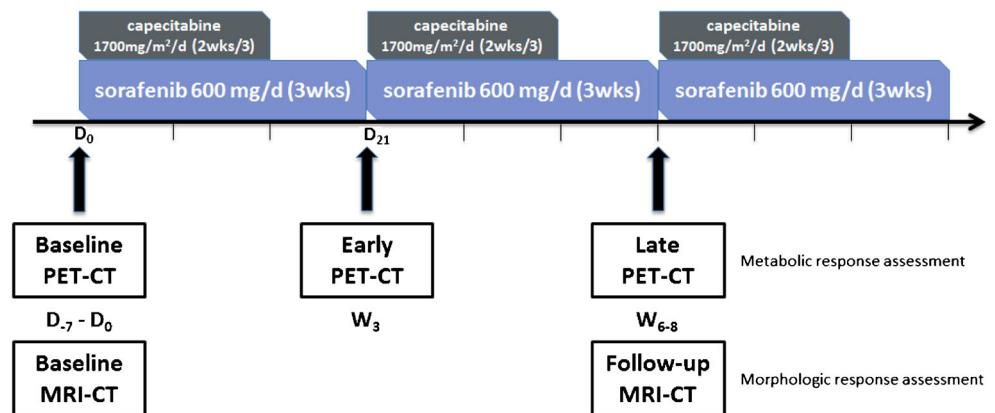 capecitabine
1700mg/m²/d (2wks/3)
capecitabine
1700mg/m²/d (2wks/3)
capecitabine
1700mg/m²/d (2wks/3)
sorafenib 600 mg/d (3wks)
sorafenib 600 mg/d (3wks)
sorafenib 600 mg/d (3wks)
D₀
D₂₁
Baseline
PET-CT
Early
PET-CT
Late
PET-CT
Metabolic response assessment
D₋₇ - D₀
W₃
W₆₋₈
Baseline
MRI-CT
Follow-up
MRI-CT
Morphologic response assessment